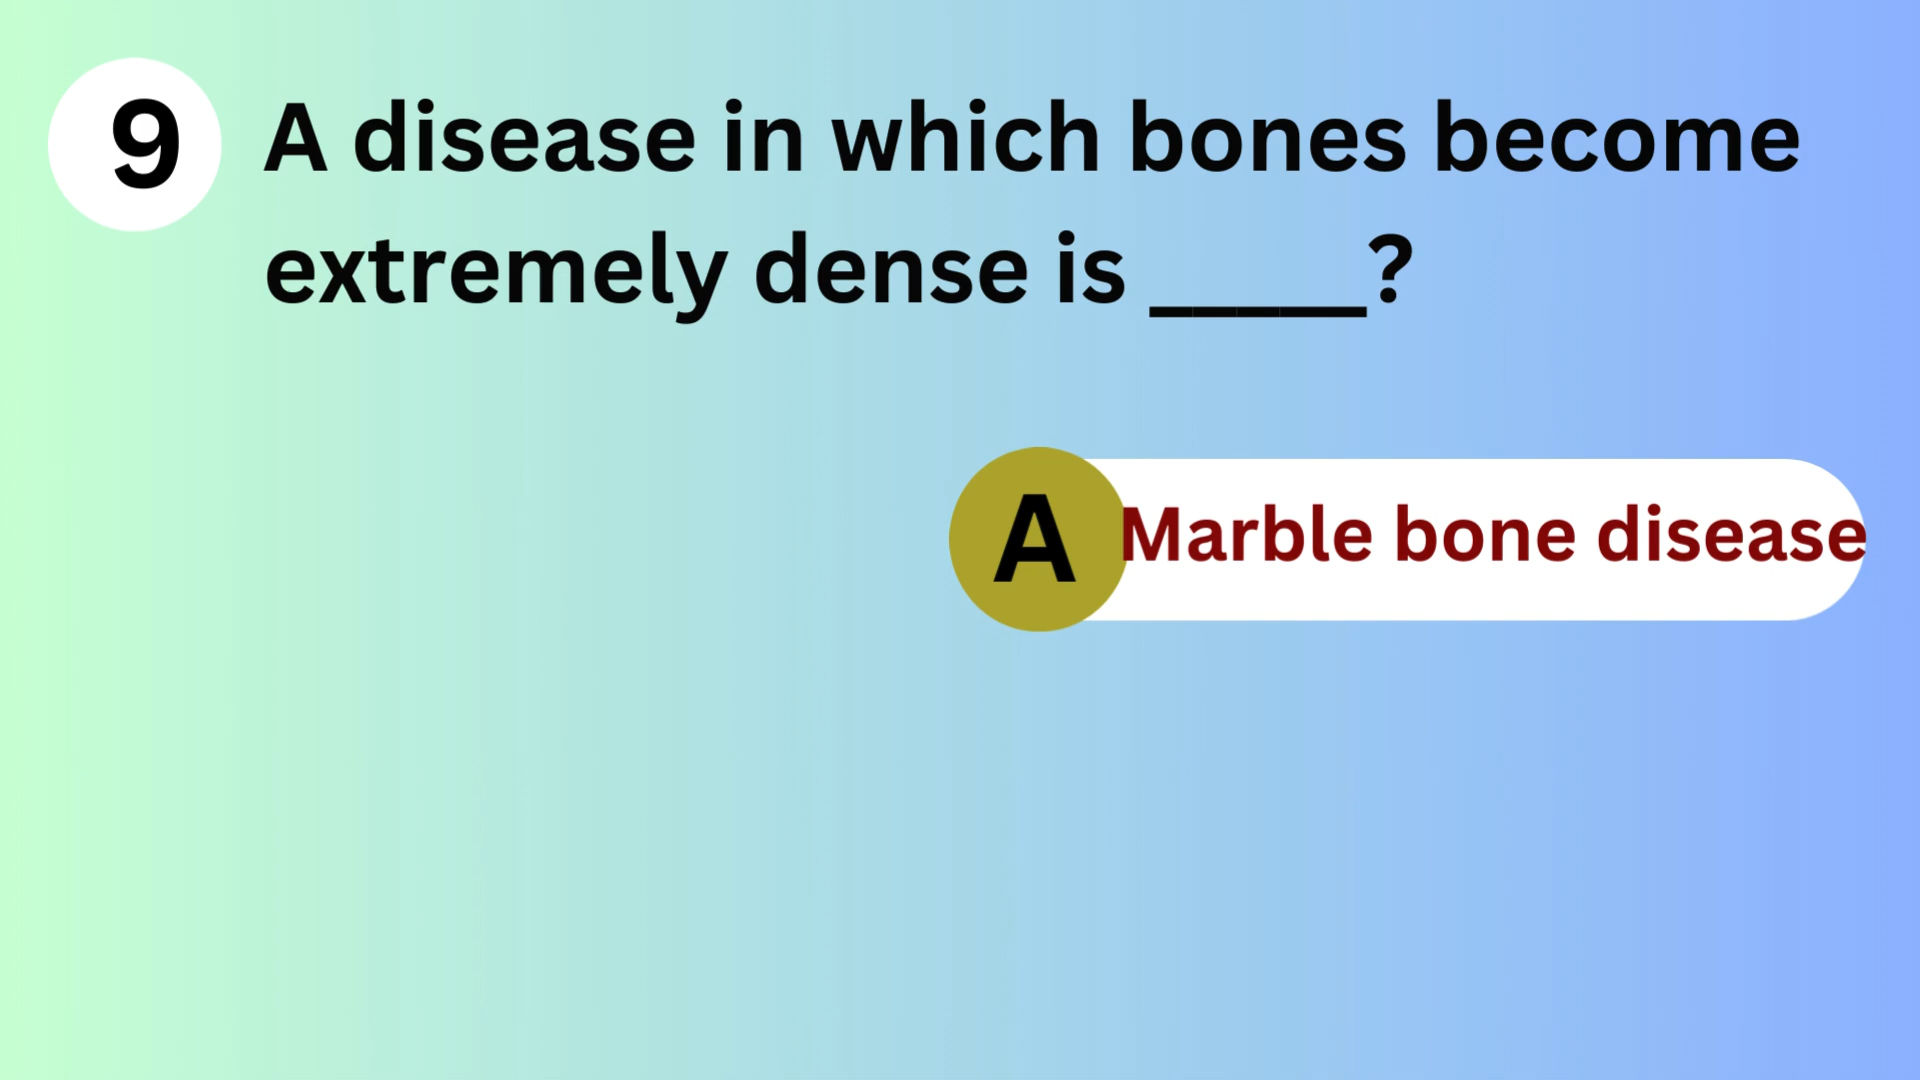 9
A disease in which bones become
extremely dense is _____?
A
Marble bone disease